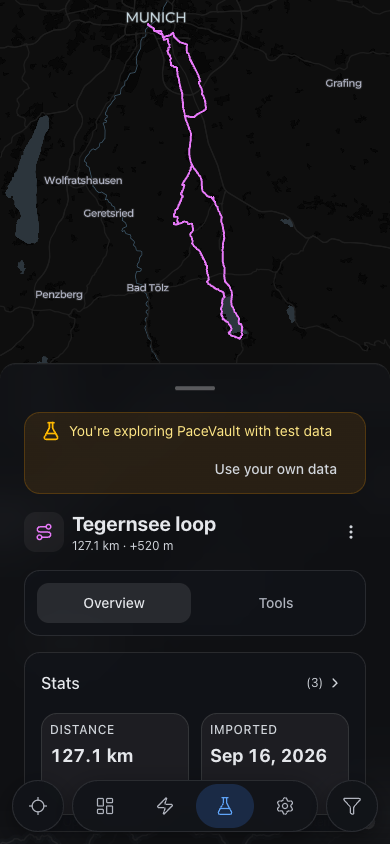 MUNICH
Grafing
Wolfratshausen
Geretsried
Bad Tölz
Penzberg
You're exploring PaceVault with test data
Use your own data
Tegernsee loop
127.1 km · +520 m
Overview
Tools
Stats
(3)
DISTANCE
127.1 km
IMPORTED
Sep 16, 2026